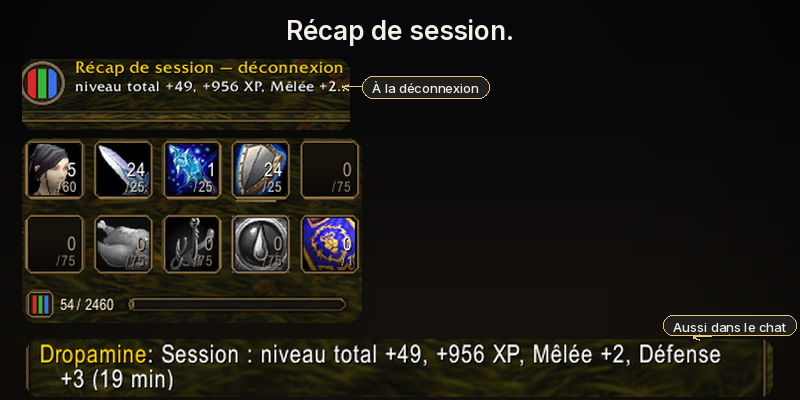 Récap de session.
Récap de session — déconnexion
niveau total +49, +956 XP, Mêlée +2...
À la déconnexion
5 24 1 24 0
/60 /25 /25 /25 /75
0 0 0 0 0
/75 /75 /75 /75 /1
54 / 2460
Aussi dans le chat
Dropamine: Session : niveau total +49, +956 XP, Mêlée +2, Défense
+3 (19 min)